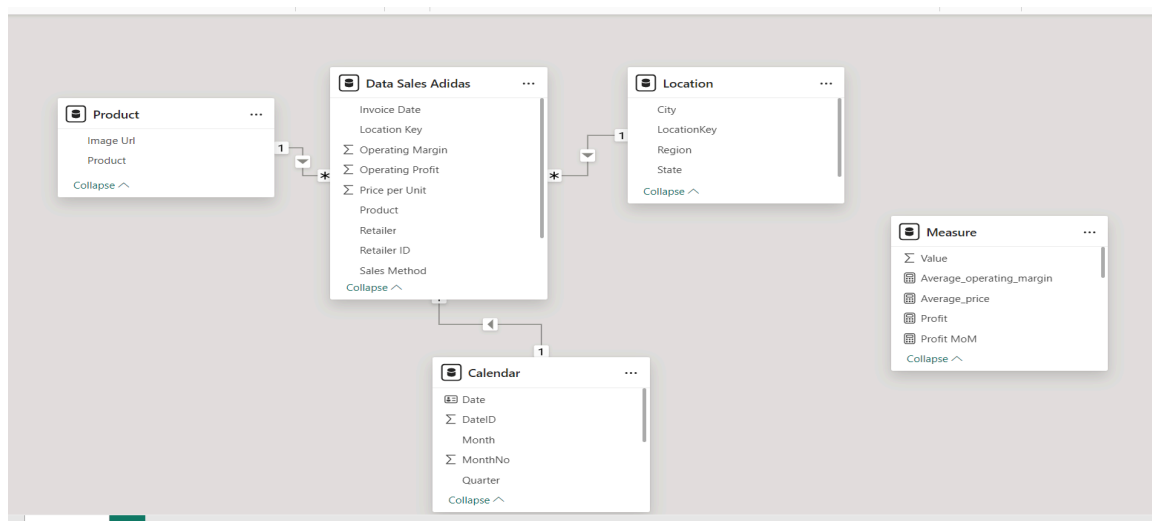 Product
Image Url
Product
Collapse
1
*
Data Sales Adidas
Invoice Date
Location Key
Σ Operating Margin
Σ Operating Profit
Σ Price per Unit
Product
Retailer
Retailer ID
Sales Method
Collapse
*
1
Location
City
LocationKey
Region
State
Collapse
Measure
Σ Value
Average_operating_margin
Average_price
Profit
Profit MoM
Collapse
1
Calendar
Date
Σ DateID
Month
Σ MonthNo
Quarter
Collapse